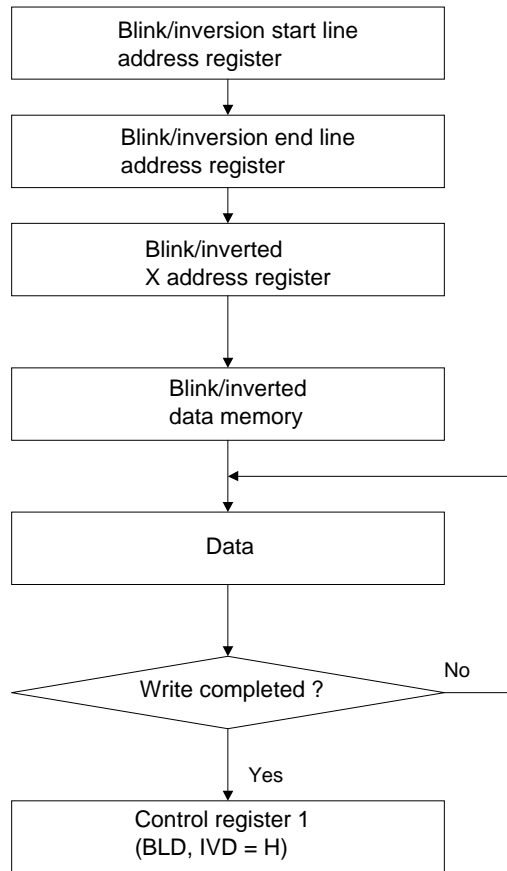 Blink/inversion start line
address register
Blink/inversion end line
address register
Blink/inverted
X address register
Blink/inverted
data memory
Data
Write completed ?
No
Yes
Control register 1
(BLD, IVD = H)